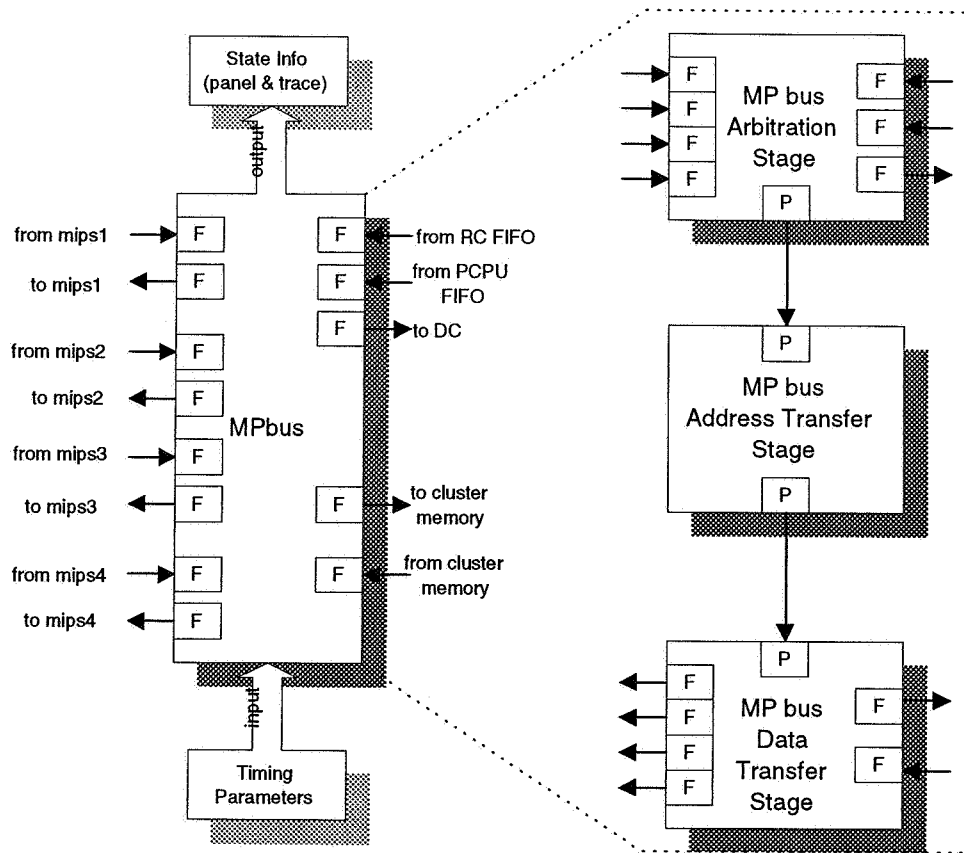 State Info
(panel & trace)
output
from mips1
F
F
from RC FIFO
to mips1
F
F
from PCPU
FIFO
F
to DC
from mips2
F
to mips2
F
MPbus
from mips3
F
to mips3
F
F
to cluster
memory
from mips4
F
F
from cluster
memory
to mips4
F
input
Timing
Parameters
F
F
F
F
MP bus
Arbitration
Stage
F
F
F
P
P
MP bus
Address Transfer
Stage
P
P
F
F
F
F
MP bus
Data
Transfer
Stage
F
F